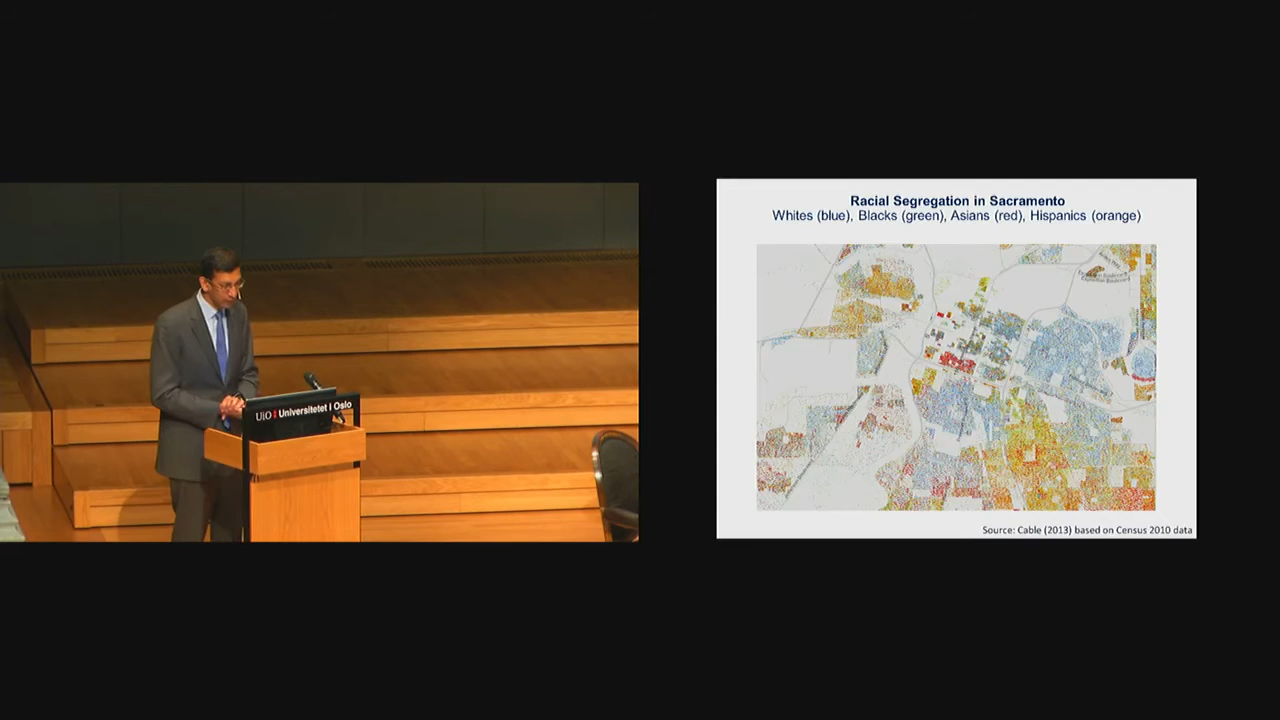 UiO Universitetet i Oslo
Racial Segregation in Sacramento
Whites (blue), Blacks (green), Asians (red), Hispanics (orange)
Source: Cable (2013) based on Census 2010 data